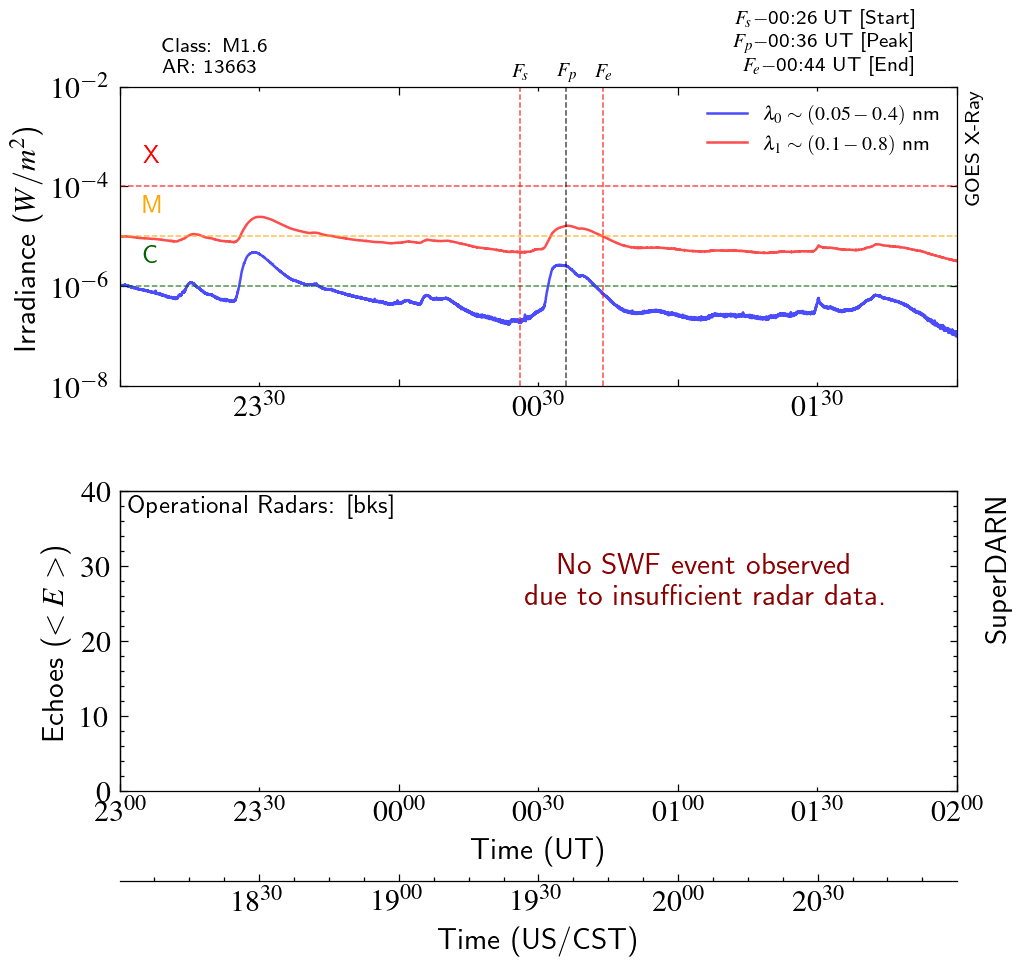 F_s−00:26 UT [Start]
Class: M1.6
F_p−00:36 UT [Peak]
AR: 13663
F_e−00:44 UT [End]
F_s
F_p
F_e
10^{−2}
λ_0 ∼ (0.05 − 0.4) nm
λ_1 ∼ (0.1 − 0.8) nm
GOES X-Ray
X
10^{−4}
M
C
10^{−6}
10^{−8}
Irradiance (W/m^2)
23^{30}
00^{30}
01^{30}
40
Operational Radars: [bks]
No SWF event observed
due to insufficient radar data.
SuperDARN
30
20
10
0
Echoes (< E >)
23^{00}
23^{30}
00^{00}
00^{30}
01^{00}
01^{30}
02^{00}
Time (UT)
18^{30}
19^{00}
19^{30}
20^{00}
20^{30}
Time (US/CST)